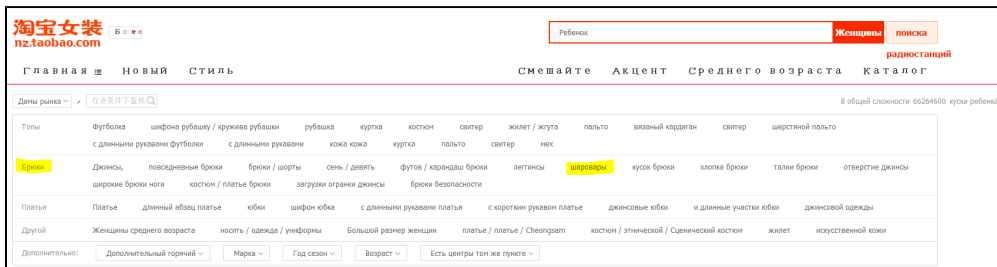 淘宝女装 Боже
nz.taobao.com
Ребенок Женщины поиска
радиостанций
Главная Новый Стиль Смешайте Акцент Среднего возраста Каталог
Дамы рынка 在该条件下查找 В общей сложности 66264600 куски ребенка
Топы Футболка шифона рубашку / кружева рубашки рубашка куртка костюм свитер жилет / жгута пальто вязаный кардиган свитер шерстяной пальто
с длинными рукавами футболки с длинными рукавами кожа кожа куртка пальто свитер мех
Брюки Джинсы, повседневные брюки брюки / шорты семь / девять футов / карандаш брюки леггинсы шаровары кусок брюки хлопка брюки талии брюки отверстие джинсы
широкие брюки ноги костюм / платье брюки загрузки огранки джинсы брюки безопасности
Платья Платье длинный абзац платье юбки шифон юбка с длинными рукавами платья с коротким рукавом платье джинсовые юбки и длинные участки юбки джинсовой одежды
Другой Женщины среднего возраста носить / одежда / униформы Большой размер женщин платье / платье / Cheongsam костюм / этнической / Сценический костюм жилет искусственной кожи
Дополнительно: Дополнительный горячий Марка Год сезон Возраст Есть центры том же пункте